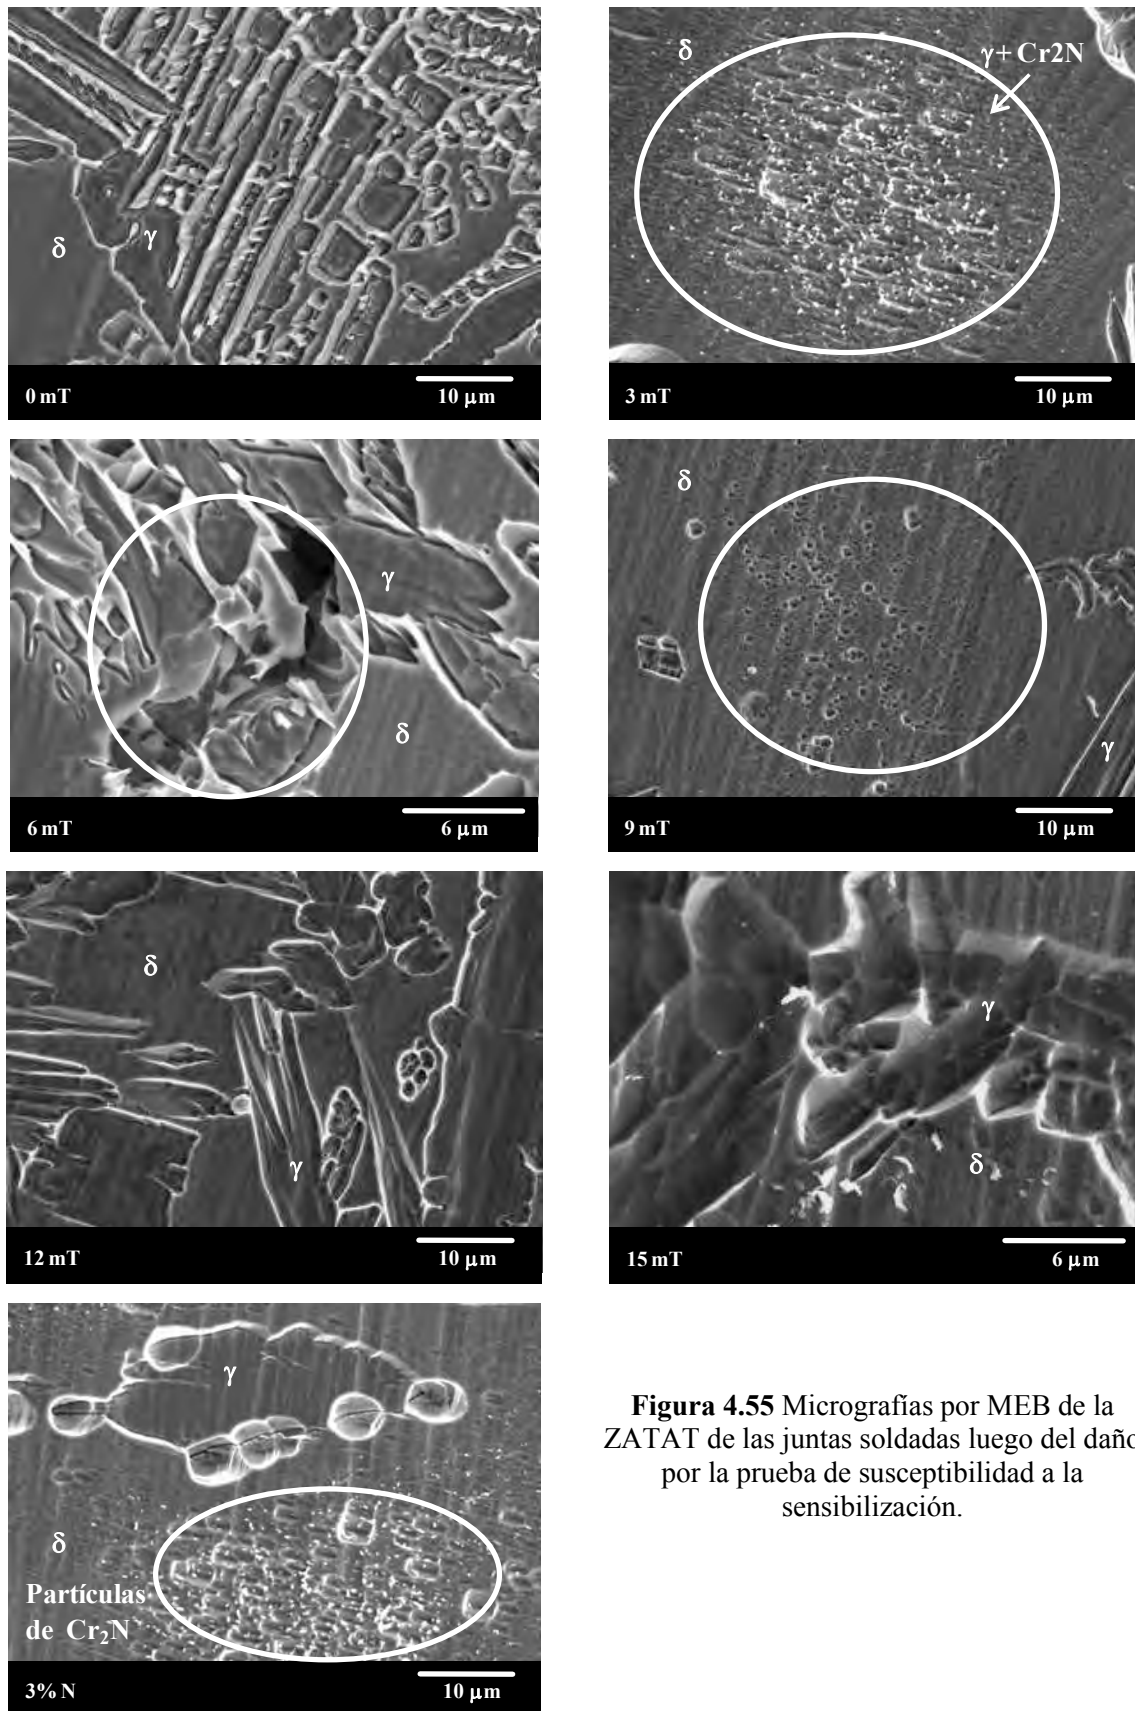 δ
γ
0 mT
10 μm
δ
γ+ Cr2N
3 mT
10 μm
γ
δ
6 mT
6 μm
δ
γ
9 mT
10 μm
δ
γ
12 mT
10 μm
γ
δ
15 mT
6 μm
γ
δ
Partículas
de Cr₂N
3% N
10 μm
Figura 4.55 Micrografías por MEB de la
ZATAT de las juntas soldadas luego del daño
por la prueba de susceptibilidad a la
sensibilización.